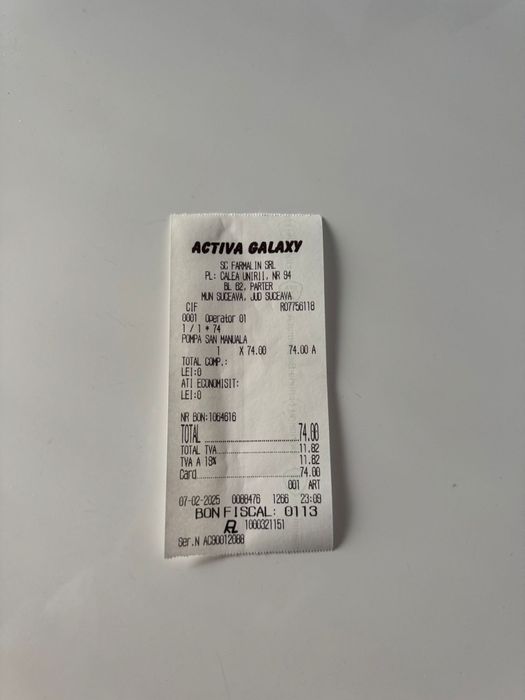 ACTIVA GALAXY
SC FARMALIN SRL
PL: CALEA UNIRII, NR 94
BL 62, PARTER
MUN SUCEAVA, JUD SUCEAVA
CIF RO7756118
0001 Operator 01
1 / 1 * 74
POMPA SAN MANUALA
1 X 74.00 74.00 A
TOTAL COMP.:
LEI:0
ATI ECONOMISIT:
LEI:0
NR BON:1064616
TOTAL 74.00
TOTAL TVA 11.82
TVA A 19% 11.82
Card 74.00
001 ART
07-02-2025 0088476 1266 23:09
BON FISCAL: 0113
1000321151
Ser.N AC90012088